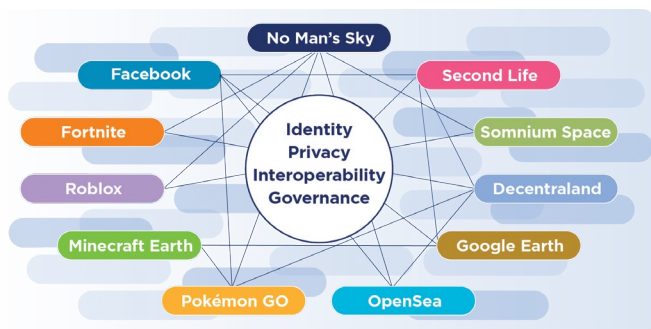 No Man's Sky
Facebook
Second Life
Fortnite
Identity
Privacy
Interoperability
Governance
Somnium Space
Roblox
Decentraland
Minecraft Earth
Google Earth
Pokémon GO
OpenSea